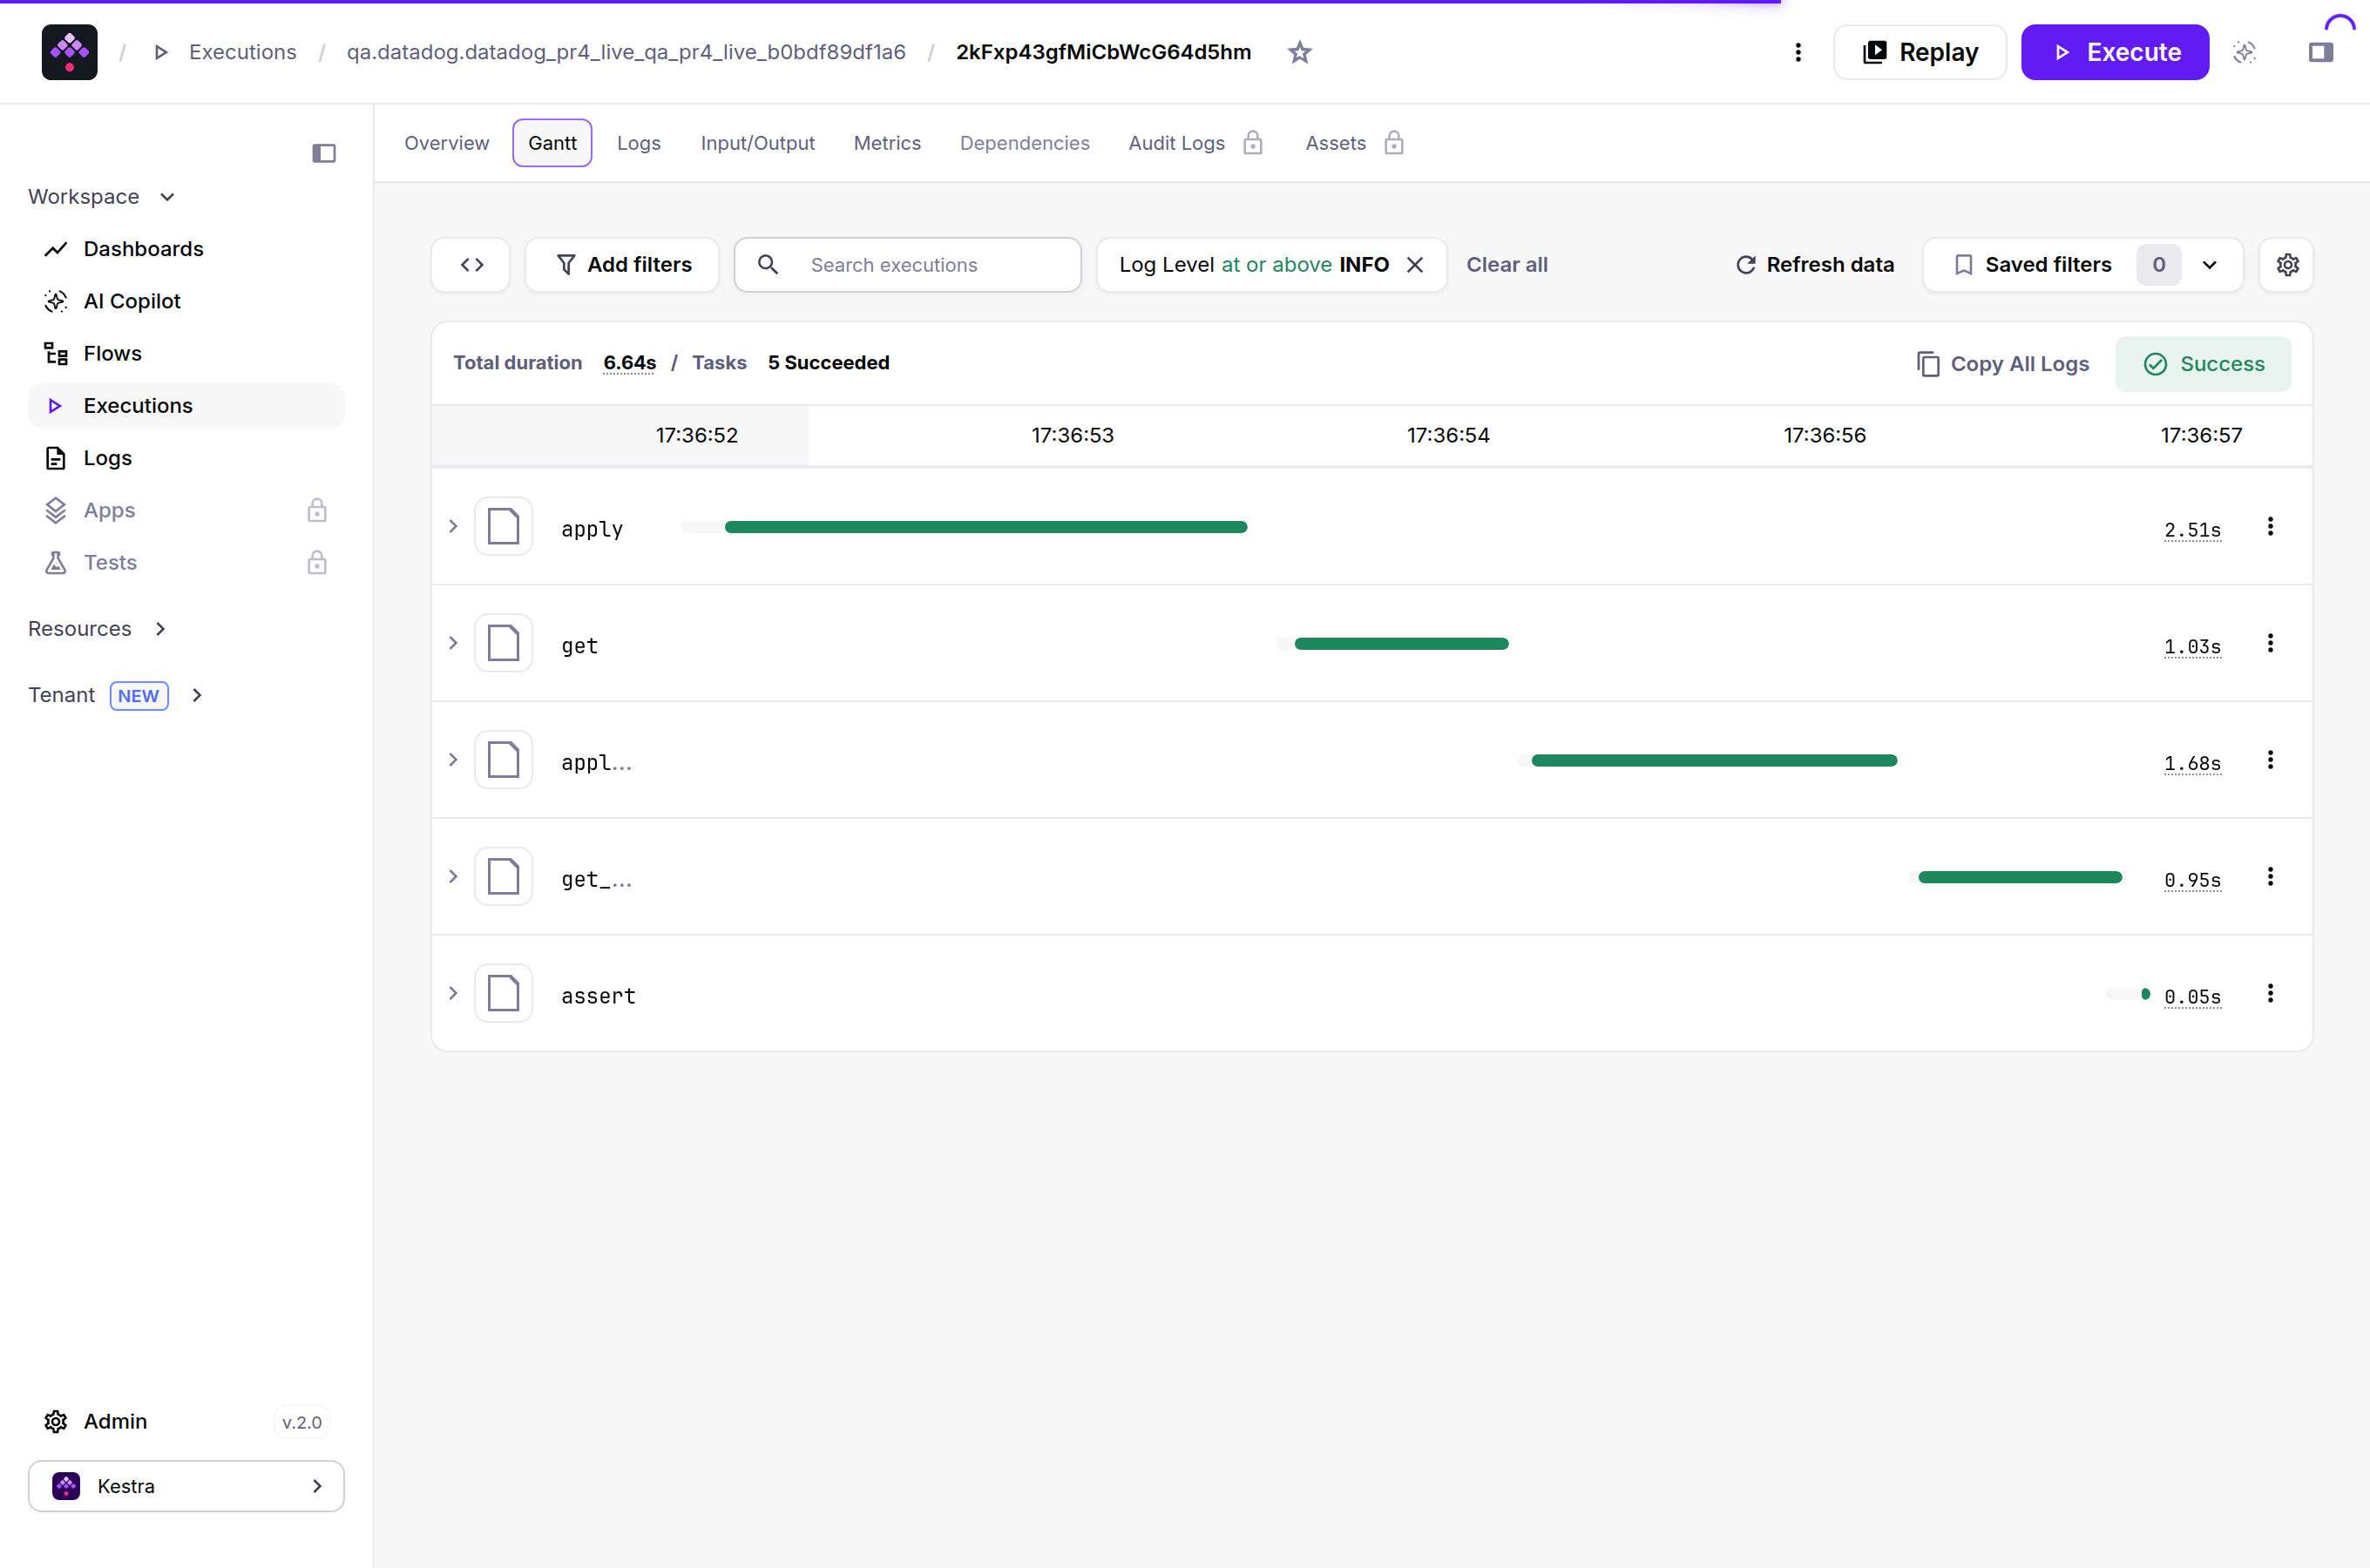 / Executions / qa.datadog.datadog_pr4_live_qa_pr4_live_b0bdf89df1a6 / 2kFxp43gfMiCbWcG64d5hm
Replay
Execute
Overview Gantt Logs Input/Output Metrics Dependencies Audit Logs Assets
Workspace
Dashboards
AI Copilot
Flows
Executions
Logs
Apps
Tests
Resources
Tenant NEW
Admin v.2.0
Kestra
Add filters
Search executions
Log Level at or above INFO
Clear all
Refresh data
Saved filters 0
Total duration 6.64s / Tasks 5 Succeeded
Copy All Logs
Success
17:36:52 17:36:53 17:36:54 17:36:56 17:36:57
apply 2.51s
get 1.03s
appl... 1.68s
get_... 0.95s
assert 0.05s